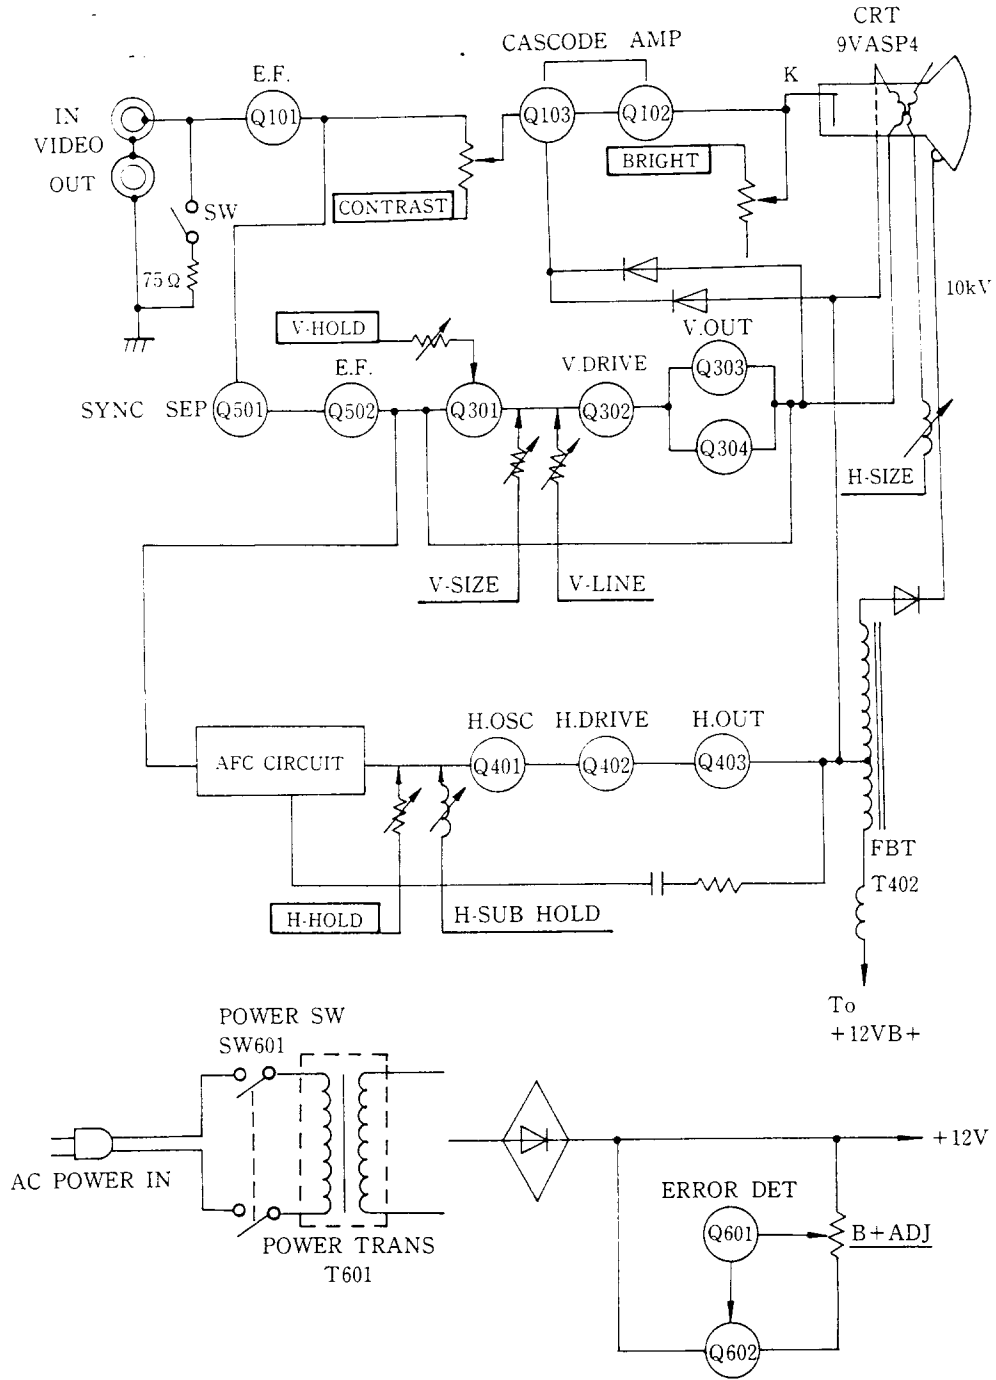 CRT
9VASP4
CASCODE AMP
E.F.
K
IN
VIDEO
OUT
Q101
Q103
Q102
BRIGHT
CONTRAST
SW
75Ω
10kV
V-HOLD
V.OUT
E.F.
V.DRIVE
Q303
SYNC SEP
Q501
Q502
Q301
Q302
Q304
H-SIZE
V-SIZE
V-LINE
H.OSC
H.DRIVE
H.OUT
AFC CIRCUIT
Q401
Q402
Q403
FBT
T402
H-HOLD
H-SUB HOLD
To
+12VB+
POWER SW
SW601
+12V
AC POWER IN
ERROR DET
Q601
B+ADJ
POWER TRANS
T601
Q602